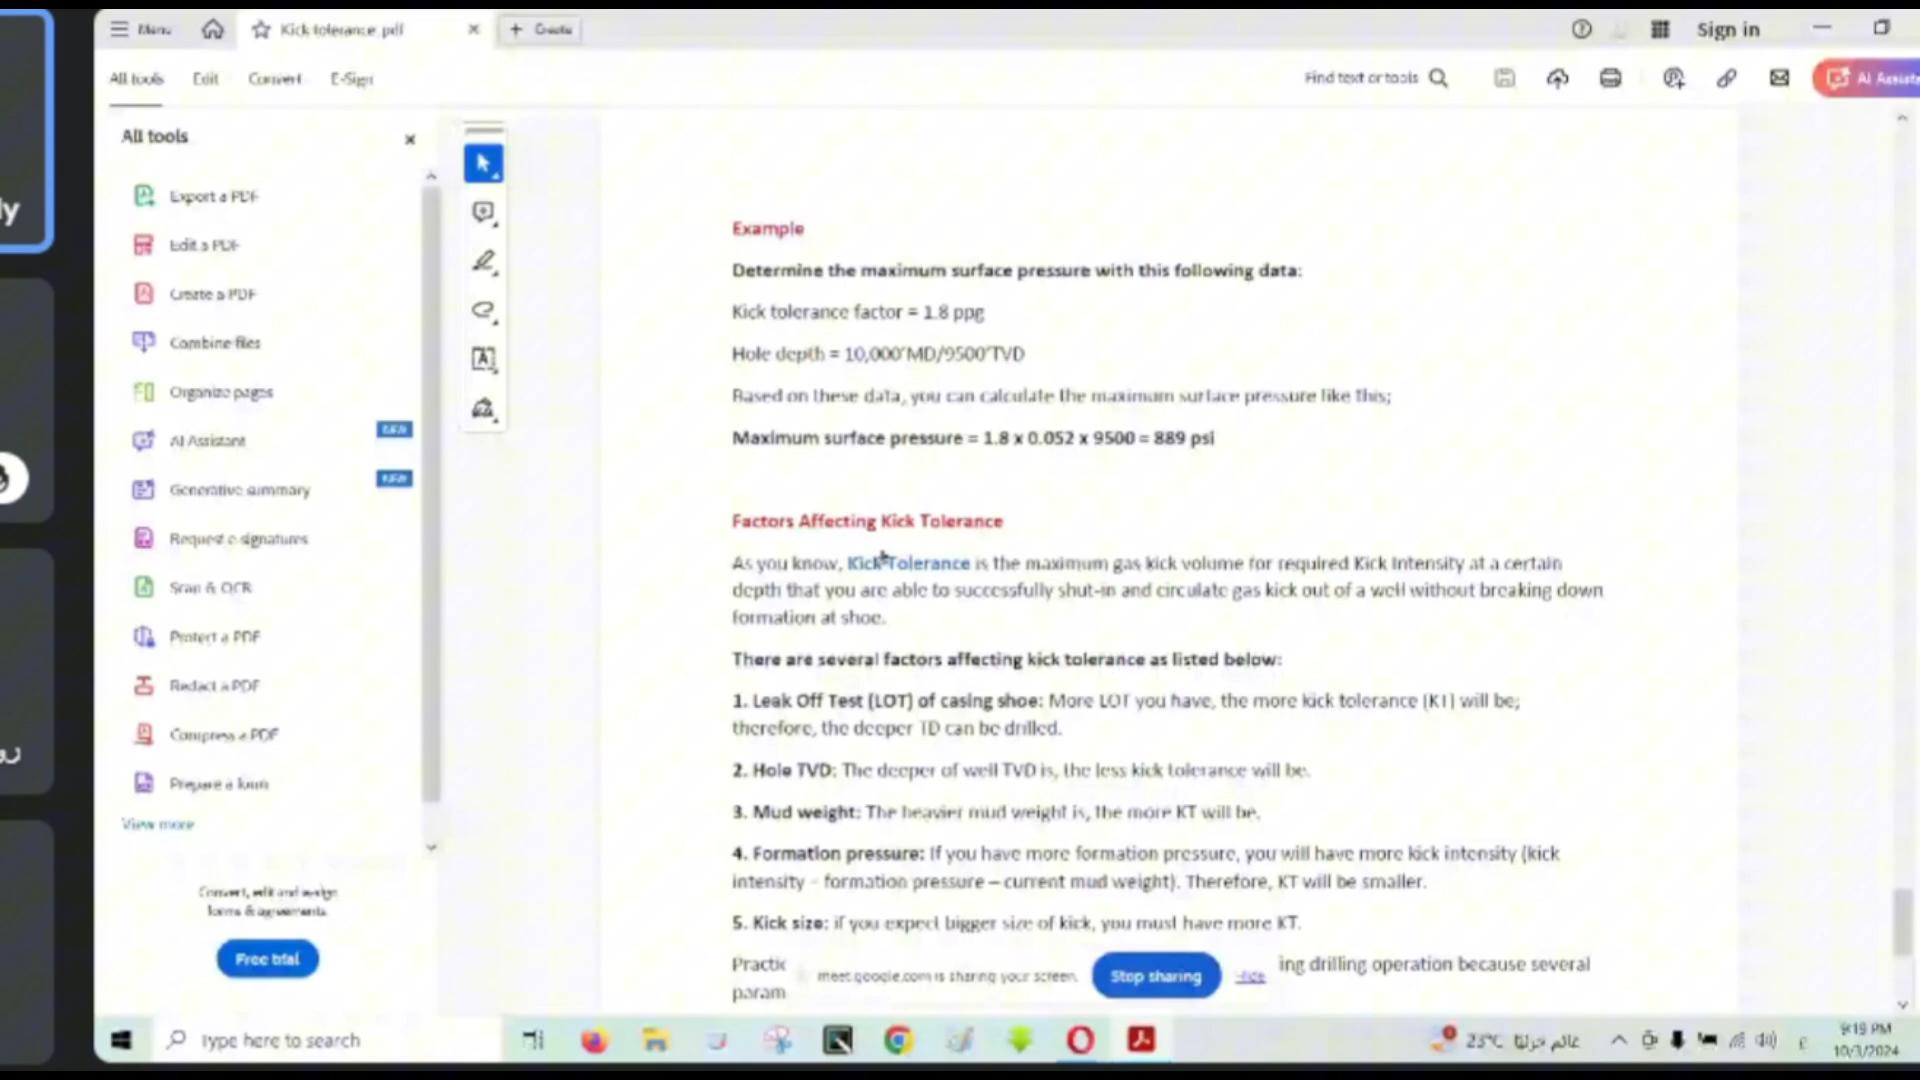 Menu
Kick tolerance.pdf
Create
Sign in
All tools
Edit
Convert
E-Sign
Find text or tools
AI Assista
All tools
Export a PDF
Edit a PDF
Create a PDF
Combine files
Organize pages
AI Assistant
NEW
Generative summary
NEW
Request e-signatures
Scan & OCR
Protect a PDF
Redact a PDF
Compress a PDF
Prepare a form
View more
Convert, edit and e-sign
forms & agreements
Free trial
ly
Example
Determine the maximum surface pressure with this following data:
Kick tolerance factor = 1.8 ppg
Hole depth = 10,000'MD/9500'TVD
Based on these data, you can calculate the maximum surface pressure like this;
Maximum surface pressure = 1.8 x 0.052 x 9500 = 889 psi
Factors Affecting Kick Tolerance
As you know, Kick Tolerance is the maximum gas kick volume for required Kick Intensity at a certain
depth that you are able to successfully shut-in and circulate gas kick out of a well without breaking down
formation at shoe.
There are several factors affecting kick tolerance as listed below:
1. Leak Off Test (LOT) of casing shoe: More LOT you have, the more kick tolerance (KT) will be;
therefore, the deeper TD can be drilled.
2. Hole TVD: The deeper of well TVD is, the less kick tolerance will be.
3. Mud weight: The heavier mud weight is, the more KT will be.
4. Formation pressure: If you have more formation pressure, you will have more kick intensity (kick
intensity – formation pressure – current mud weight). Therefore, KT will be smaller.
5. Kick size: if you expect bigger size of kick, you must have more KT.
Practic
ing drilling operation because several
param
meet.google.com is sharing your screen.
Stop sharing
Hide
Type here to search
23°C
9:19 PM
10/3/2024